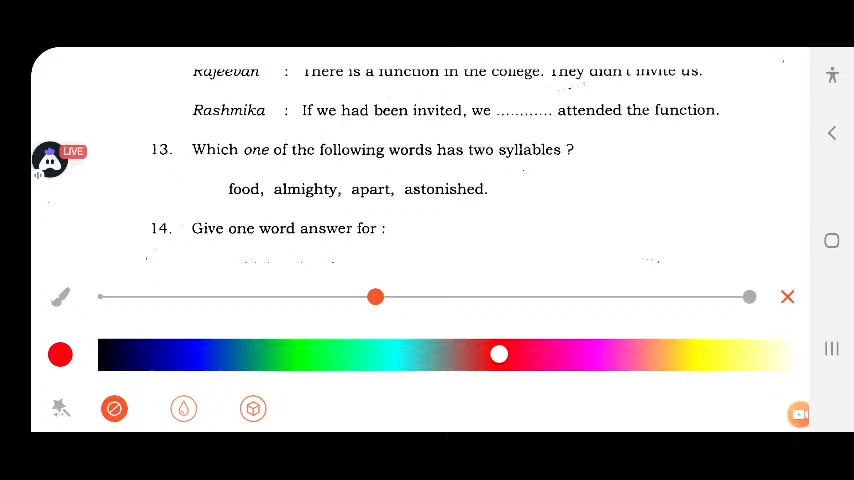 Rajeevan : There is a function in the college. They didn't invite us.
Rashmika : If we had been invited, we ............ attended the function.
LIVE
13. Which one of the following words has two syllables ?
food, almighty, apart, astonished.
14. Give one word answer for :